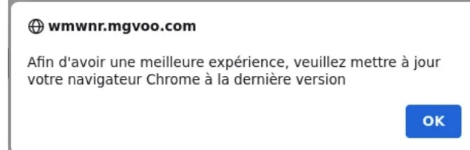 wmwnr.mgvoo.com
Afin d'avoir une meilleure expérience, veuillez mettre à jour
votre navigateur Chrome à la dernière version
OK